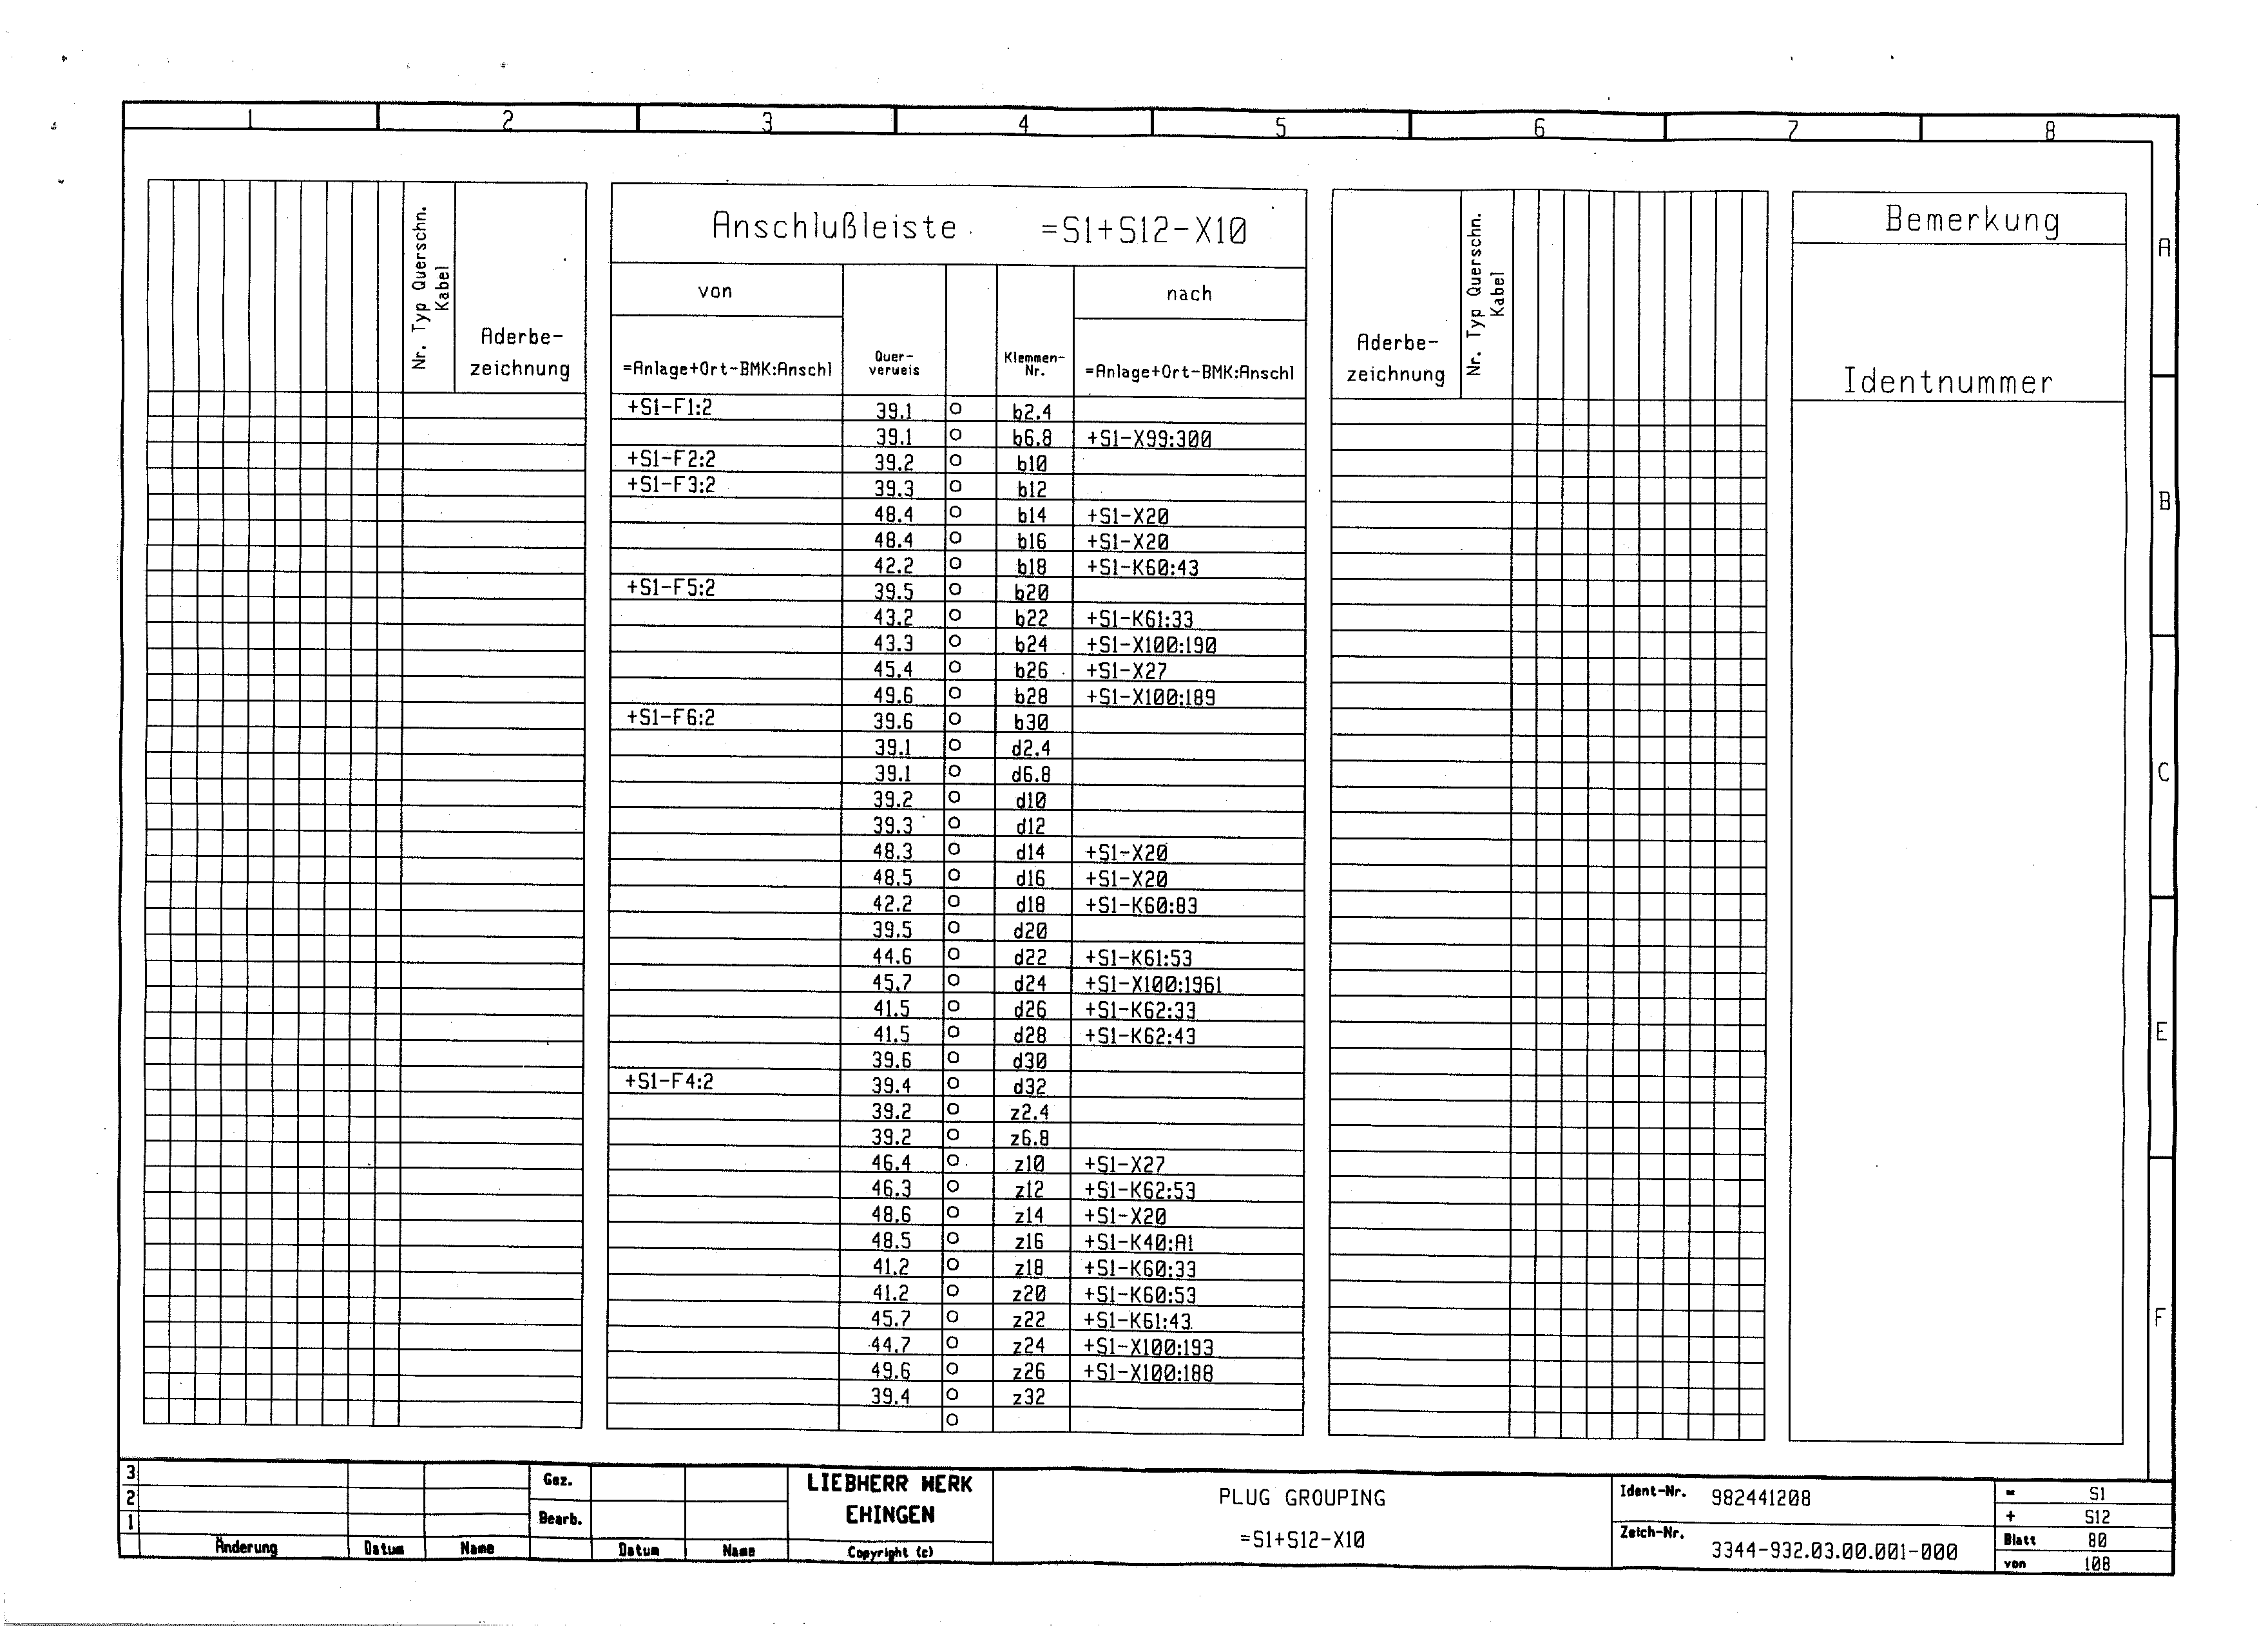 1 2 3 4 5 6 7 8
Nr. Typ Querschn.
Kabel
Aderbe-
zeichnung
Anschlußleiste =S1+S12-X10
von
nach
=Anlage+Ort-BMK:Anschl
Quer-
verweis
Klemmen-
Nr.
=Anlage+Ort-BMK:Anschl
Aderbe-
zeichnung
Nr. Typ Querschn.
Kabel
Bemerkung
Identnummer
A
B
C
E
F
+S1-F1:2 39.1 O b2.4
39.1 O b6.8 +S1-X99:300
+S1-F2:2 39.2 O b10
+S1-F3:2 39.3 O b12
48.4 O b14 +S1-X20
48.4 O b16 +S1-X20
42.2 O b18 +S1-K60:43
+S1-F5:2 39.5 O b20
43.2 O b22 +S1-K61:33
43.3 O b24 +S1-X100:190
45.4 O b26 +S1-X27
49.6 O b28 +S1-X100:189
+S1-F6:2 39.6 O b30
39.1 O d2.4
39.1 O d6.8
39.2 O d10
39.3 O d12
48.3 O d14 +S1-X20
48.5 O d16 +S1-X20
42.2 O d18 +S1-K60:83
39.5 O d20
44.6 O d22 +S1-K61:53
45.7 O d24 +S1-X100:1961
41.5 O d26 +S1-K62:33
41.5 O d28 +S1-K62:43
39.6 O d30
+S1-F4:2 39.4 O d32
39.2 O z2.4
39.2 O z6.8
46.4 O z10 +S1-X27
46.3 O z12 +S1-K62:53
48.6 O z14 +S1-X20
48.5 O z16 +S1-K40:A1
41.2 O z18 +S1-K60:33
41.2 O z20 +S1-K60:53
45.7 O z22 +S1-K61:43
44.7 O z24 +S1-X100:193
49.6 O z26 +S1-X100:188
39.4 O z32
O
3
2
1
Änderung Datum Name
Gez.
Bearb.
Datum Name
LIEBHERR WERK
EHINGEN
Copyright (c)
PLUG GROUPING
=S1+S12-X10
Ident-Nr. 982441208
Zeich-Nr. 3344-932.03.00.001-000
= S1
+ S12
Blatt 80
von 108